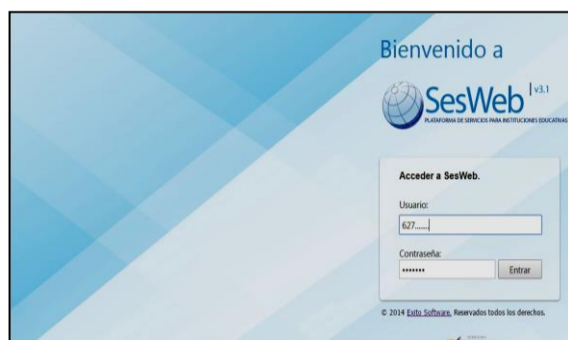 Bienvenido a
SesWeb v3.1
PLATAFORMA DE SERVICIOS PARA INSTITUCIONES EDUCATIVAS
Acceder a SesWeb.
Usuario:
627.......
Contraseña:
•••••••
Entrar
© 2014 Exito Software, Reservados todos los derechos.